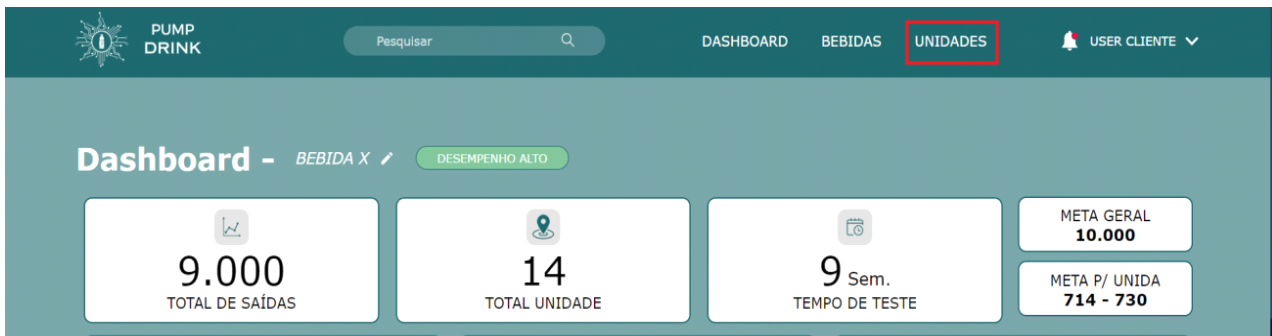 PUMP
DRINK
Pesquisar
DASHBOARD
BEBIDAS
UNIDADES
USER CLIENTE
Dashboard - BEBIDA X
DESEMPENHO ALTO
9.000
TOTAL DE SAÍDAS
14
TOTAL UNIDADE
9 Sem.
TEMPO DE TESTE
META GERAL
10.000
META P/ UNIDA
714 - 730